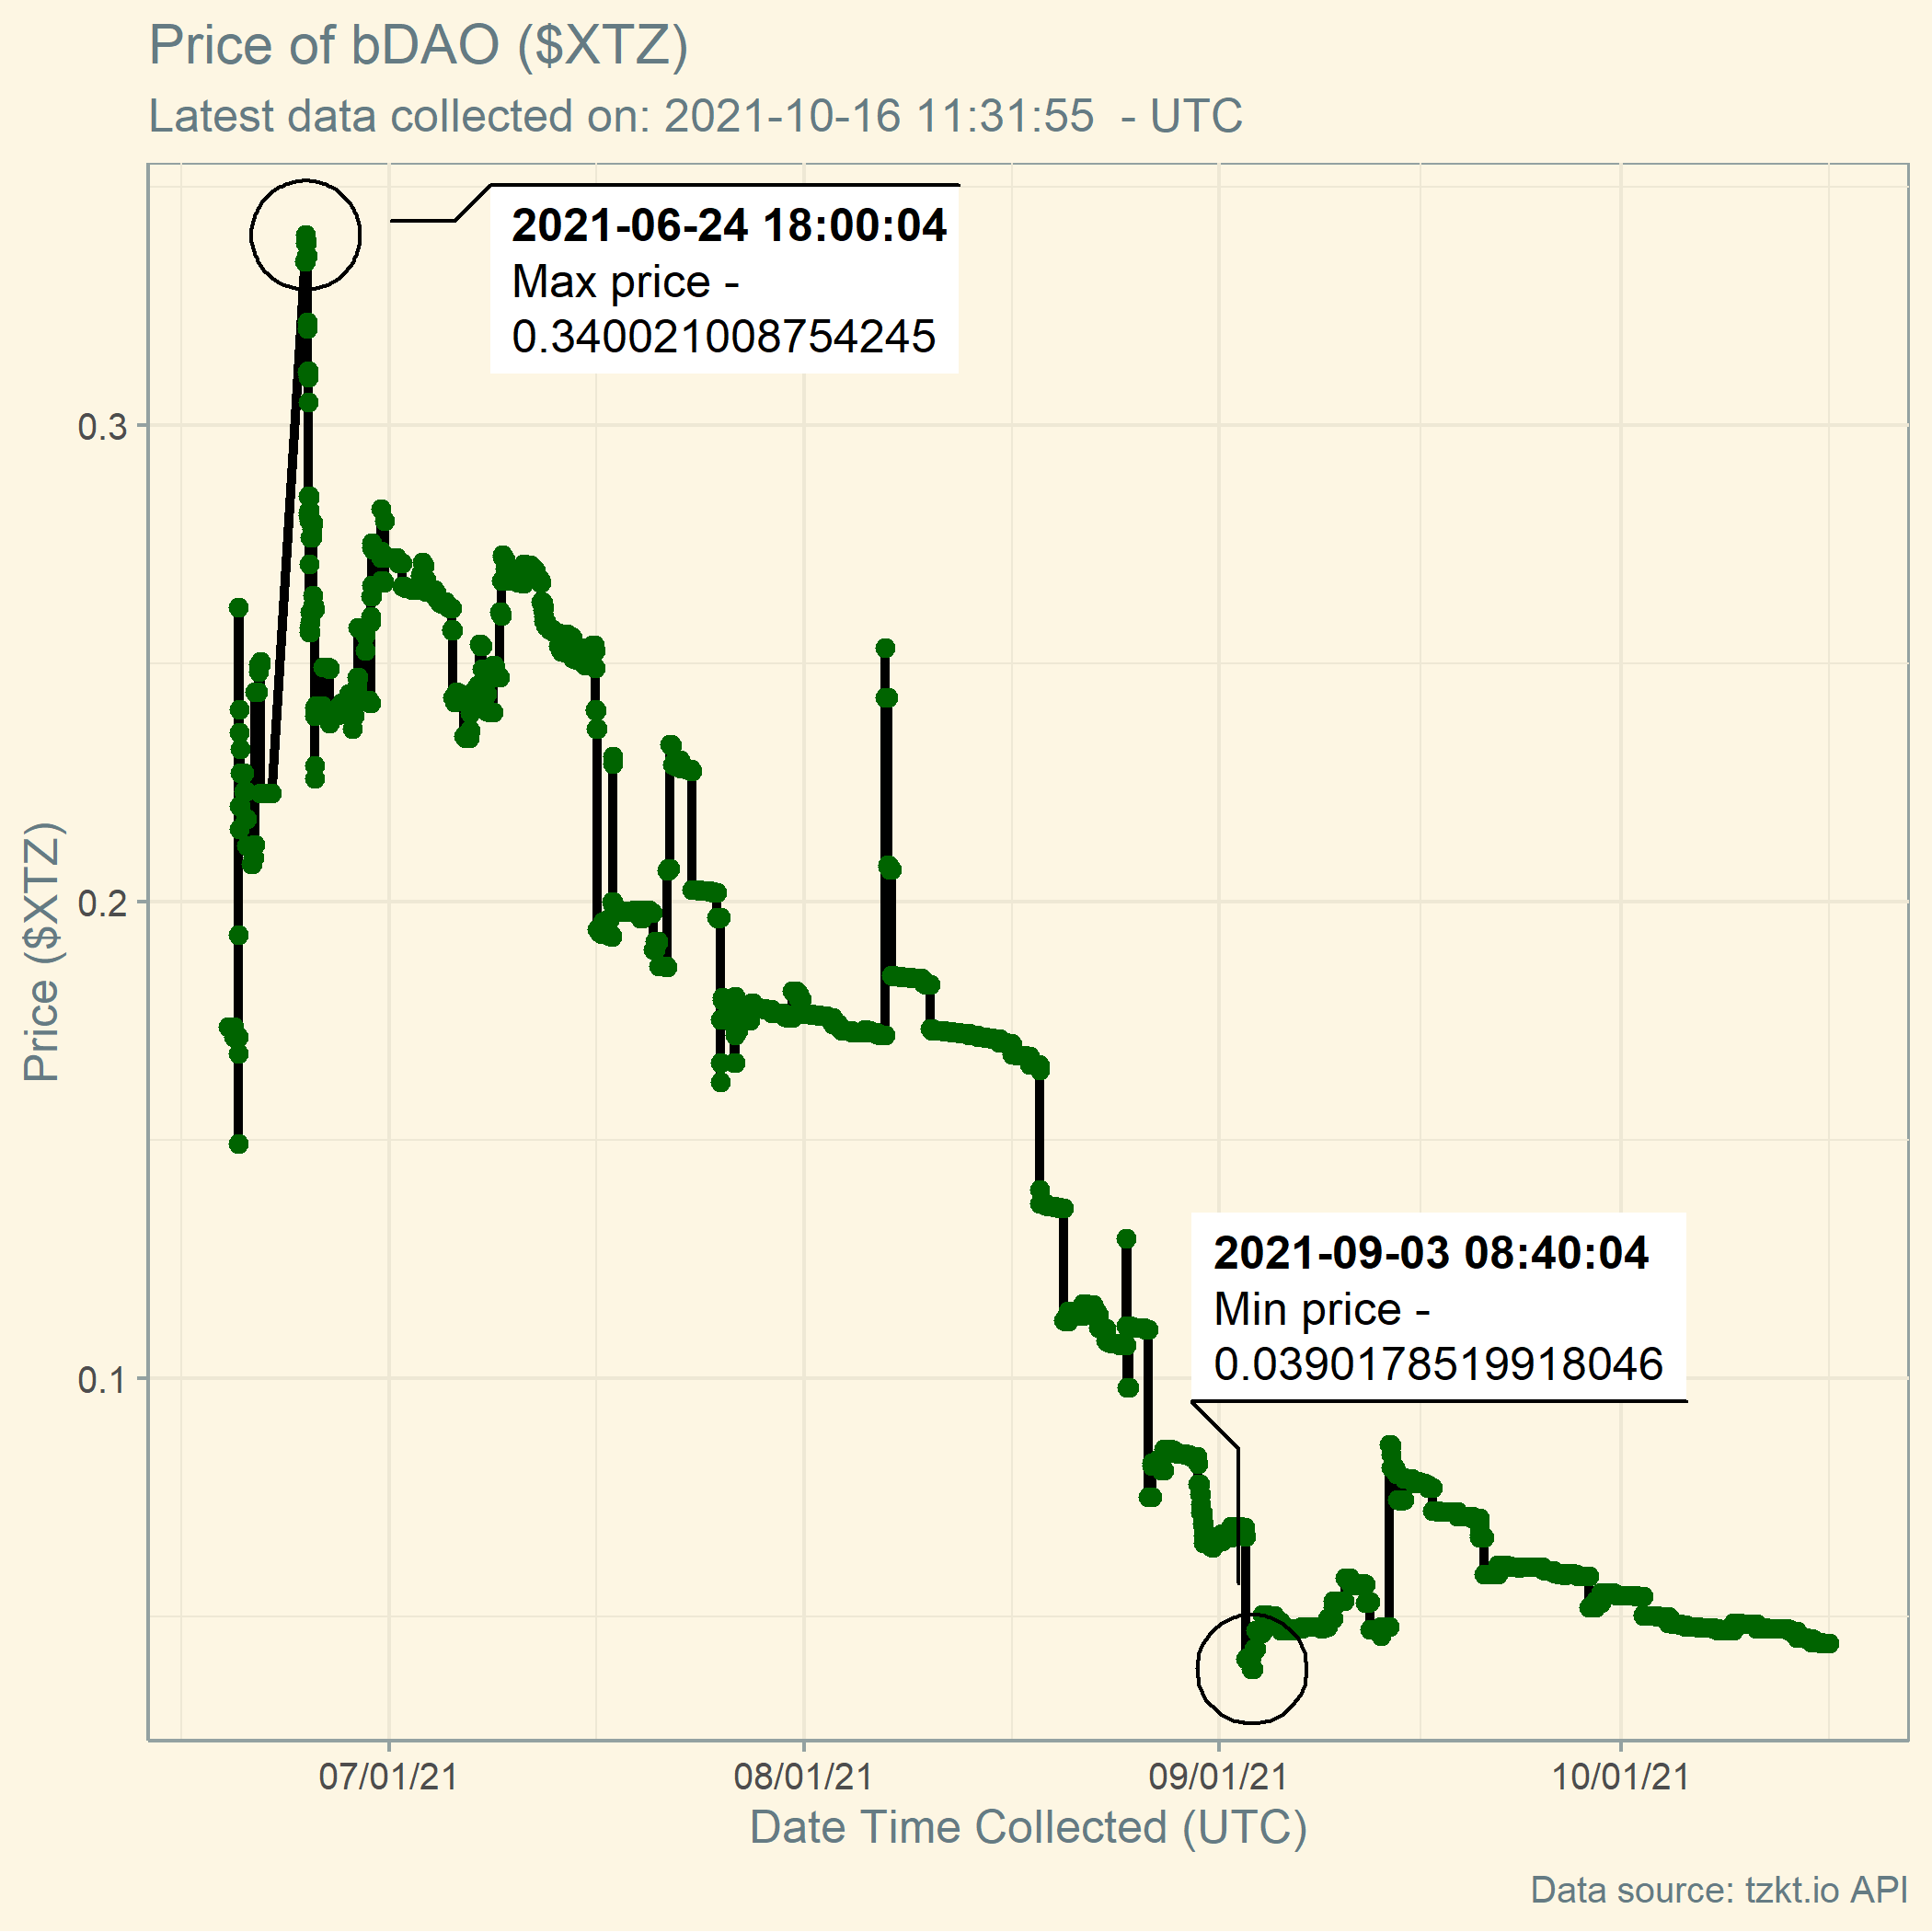 Price of bDAO ($XTZ)
Latest data collected on: 2021-10-16 11:31:55  - UTC
2021-06-24 18:00:04
Max price -
0.340021008754245
0.3
0.2
0.1
Price ($XTZ)
2021-09-03 08:40:04
Min price -
0.0390178519918046
07/01/21
08/01/21
09/01/21
10/01/21
Date Time Collected (UTC)
Data source: tzkt.io API